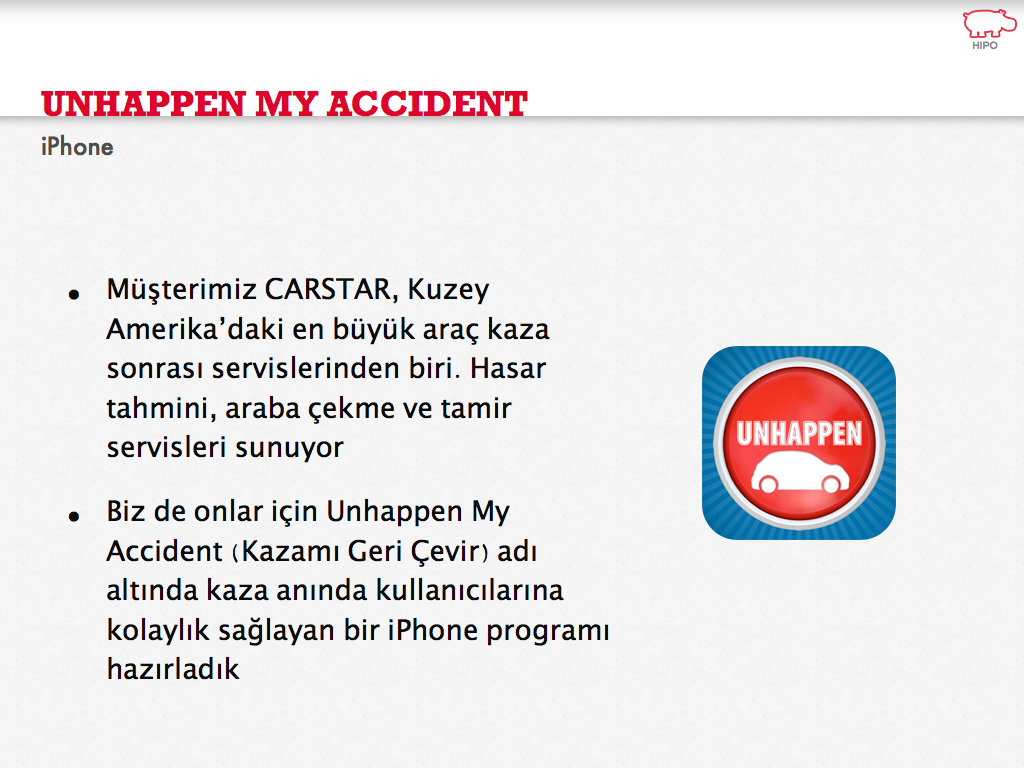 HIPO
UNHAPPEN MY ACCIDENT
iPhone
• Müşterimiz CARSTAR, Kuzey
Amerika’daki en büyük araç kaza
sonrası servislerinden biri. Hasar
tahmini, araba çekme ve tamir
servisleri sunuyor
• Biz de onlar için Unhappen My
Accident (Kazamı Geri Çevir) adı
altında kaza anında kullanıcılarına
kolaylık sağlayan bir iPhone programı
hazırladık
UNHAPPEN